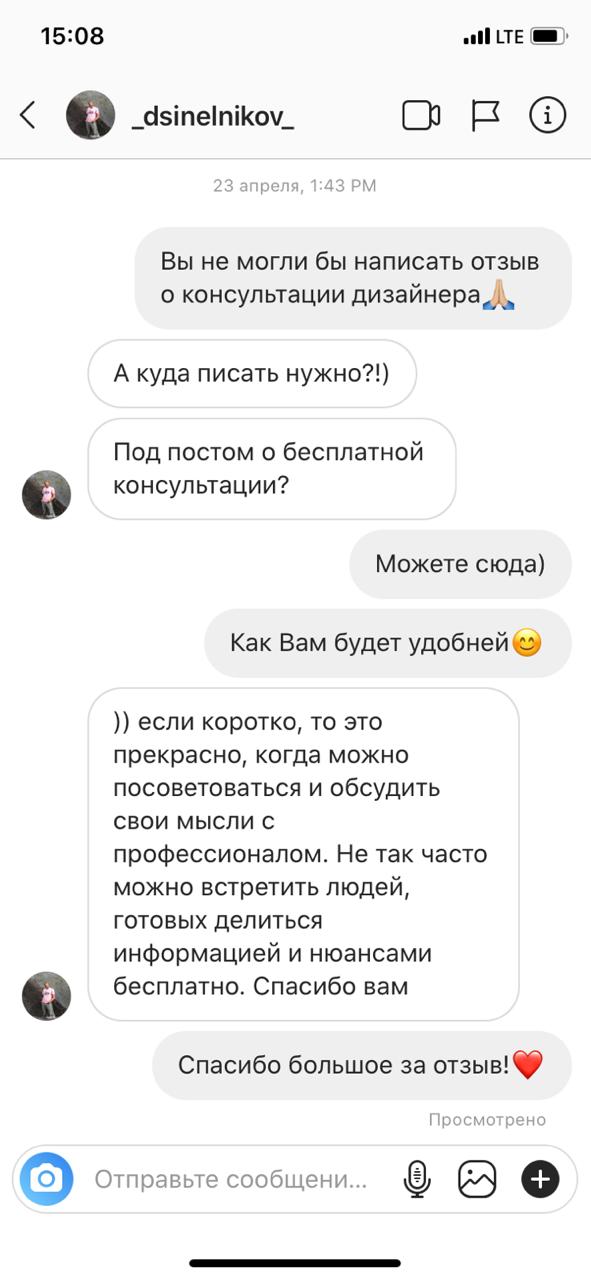 15:08
LTE
_dsinelnikov_
23 апреля, 1:43 PM
Вы не могли бы написать отзыв
о консультации дизайнера🙏🏼
А куда писать нужно?!)
Под постом о бесплатной
консультации?
Можете сюда)
Как Вам будет удобней😊
)) если коротко, то это
прекрасно, когда можно
посоветоваться и обсудить
свои мысли с
профессионалом. Не так часто
можно встретить людей,
готовых делиться
информацией и нюансами
бесплатно. Спасибо вам
Спасибо большое за отзыв!❤️
Просмотрено
Отправьте сообщени...